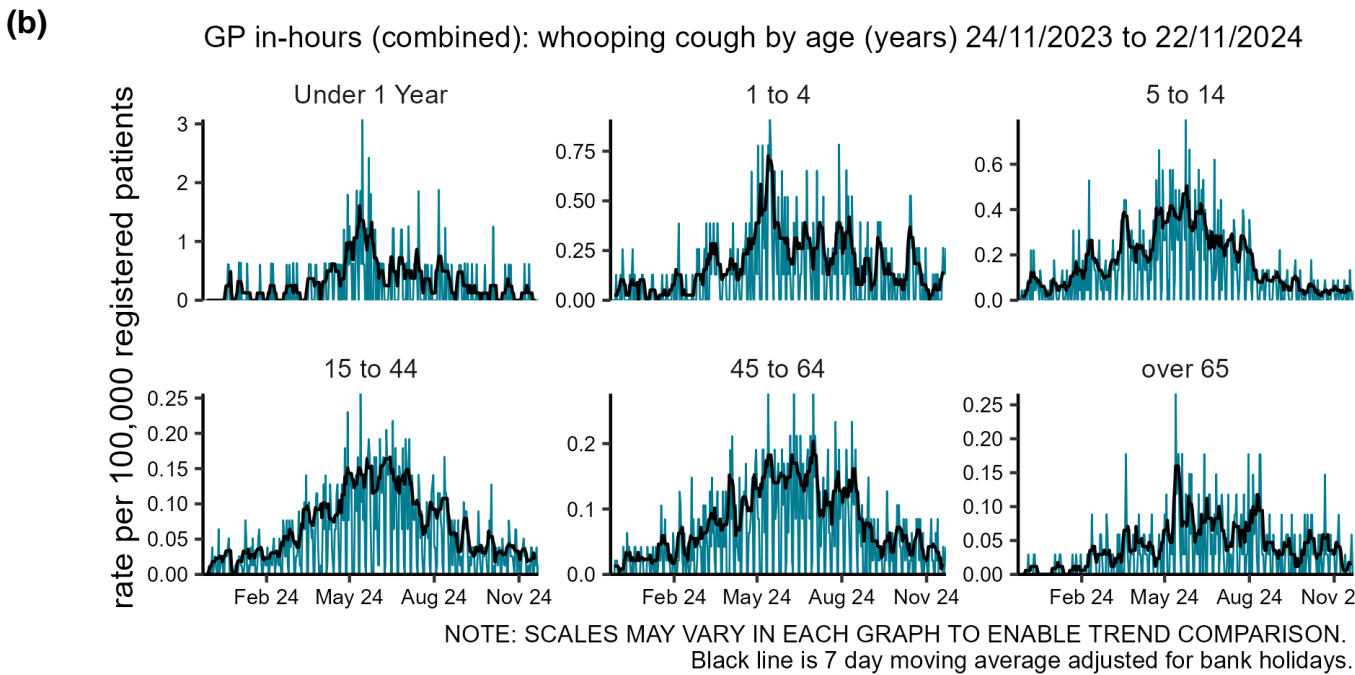 (b)
GP in-hours (combined): whooping cough by age (years) 24/11/2023 to 22/11/2024
rate per 100,000 registered patients
Under 1 Year
3
2
1
0
1 to 4
0.75
0.50
0.25
0.00
5 to 14
0.6
0.4
0.2
0.0
15 to 44
0.25
0.20
0.15
0.10
0.05
0.00
Feb 24 May 24 Aug 24 Nov 24
45 to 64
0.2
0.1
0.0
Feb 24 May 24 Aug 24 Nov 24
over 65
0.25
0.20
0.15
0.10
0.05
0.00
Feb 24 May 24 Aug 24 Nov 2
NOTE: SCALES MAY VARY IN EACH GRAPH TO ENABLE TREND COMPARISON.
Black line is 7 day moving average adjusted for bank holidays.